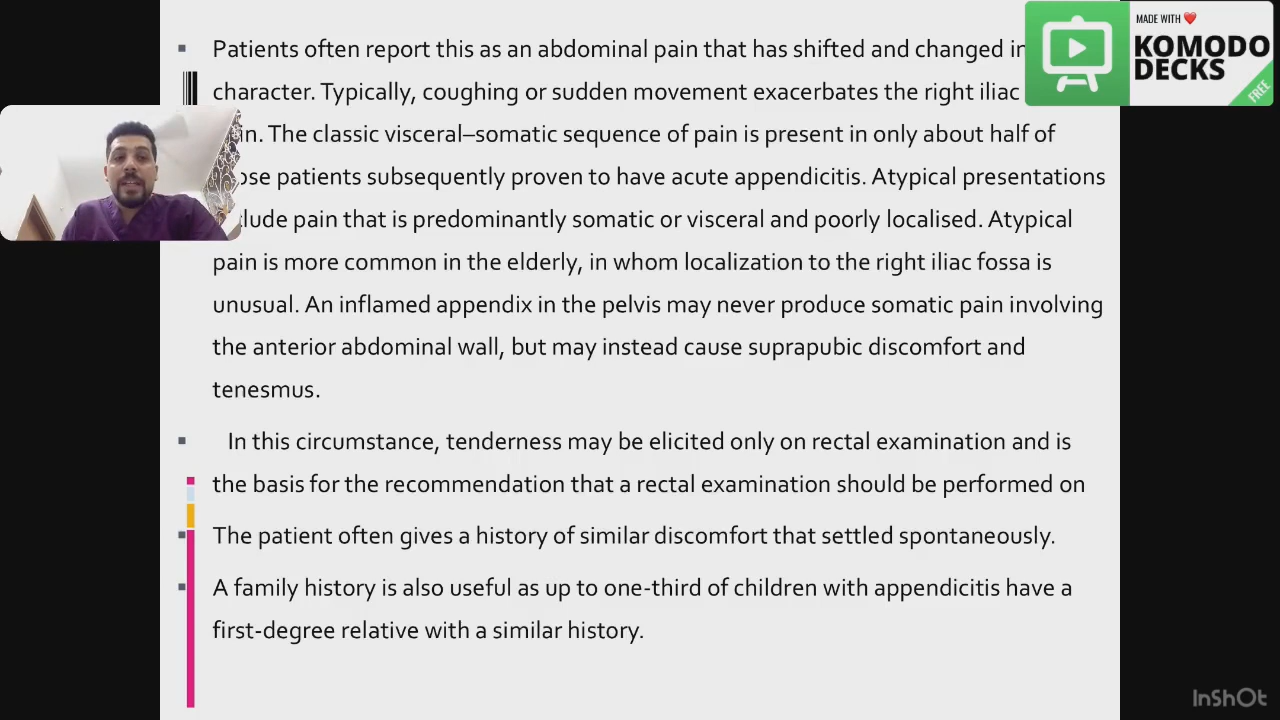 Patients often report this as an abdominal pain that has shifted and changed in
character. Typically, coughing or sudden movement exacerbates the right iliac
The classic visceral–somatic sequence of pain is present in only about half of
patients subsequently proven to have acute appendicitis. Atypical presentations
pain that is predominantly somatic or visceral and poorly localised. Atypical
pain is more common in the elderly, in whom localization to the right iliac fossa is
unusual. An inflamed appendix in the pelvis may never produce somatic pain involving
the anterior abdominal wall, but may instead cause suprapubic discomfort and
tenesmus.
In this circumstance, tenderness may be elicited only on rectal examination and is
the basis for the recommendation that a rectal examination should be performed on
The patient often gives a history of similar discomfort that settled spontaneously.
A family history is also useful as up to one-third of children with appendicitis have a
first-degree relative with a similar history.
MADE WITH ❤️
KOMODO
DECKS
FREE
InShOt